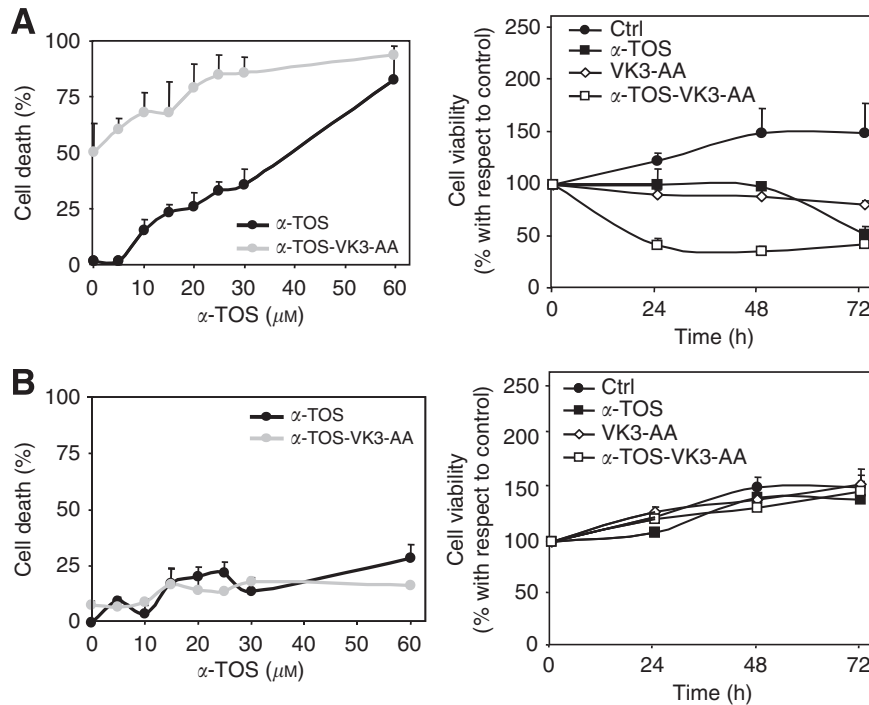 A
Cell death (%)
100
75
50
25
0
0 10 20 30 40 50 60
α-TOS (μM)
α-TOS
α-TOS-VK3-AA
Cell viability
(% with respect to control)
250
200
150
100
50
0
0 24 48 72
Time (h)
Ctrl
α-TOS
VK3-AA
α-TOS-VK3-AA
B
Cell death (%)
100
75
50
25
0
0 10 20 30 40 50 60
α-TOS (μM)
α-TOS
α-TOS-VK3-AA
Cell viability
(% with respect to control)
250
200
150
100
50
0
0 24 48 72
Time (h)
Ctrl
α-TOS
VK3-AA
α-TOS-VK3-AA